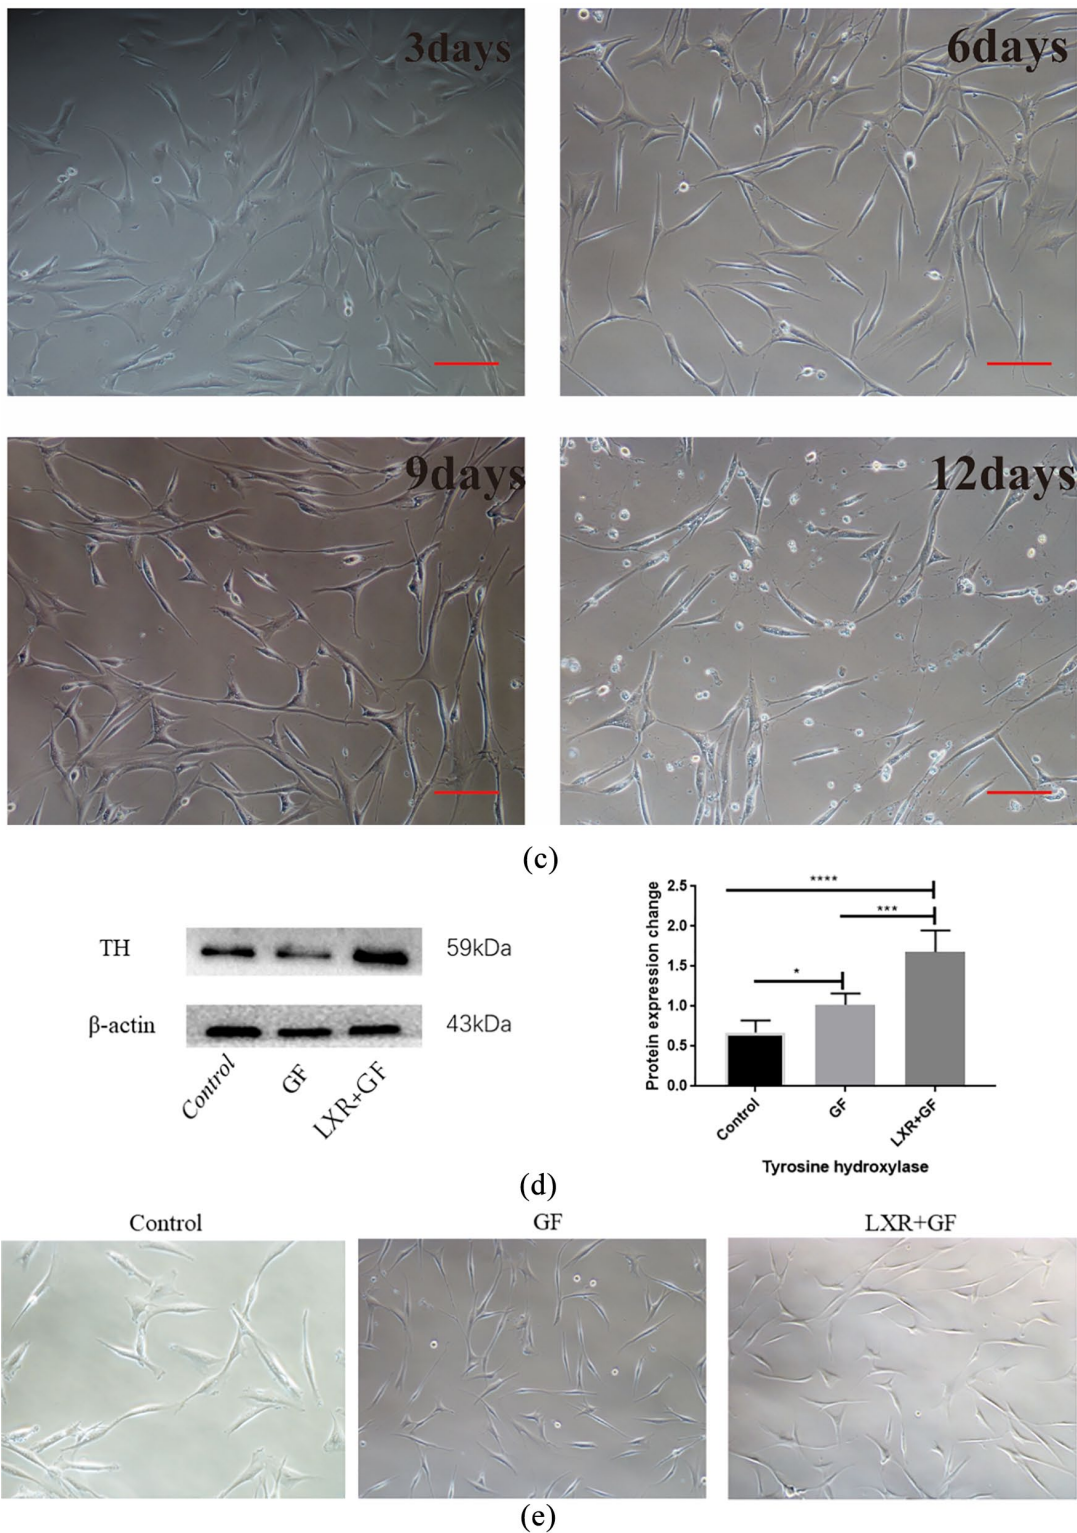 3days
6days
9days
12days
(c)
TH
59kDa
β-actin
43kDa
Control
GF
LXR+GF
Protein expression change
2.5
2.0
1.5
1.0
0.5
0.0
****
***
*
Control
GF
LXR+GF
Tyrosine hydroxylase
(d)
Control
GF
LXR+GF
(e)